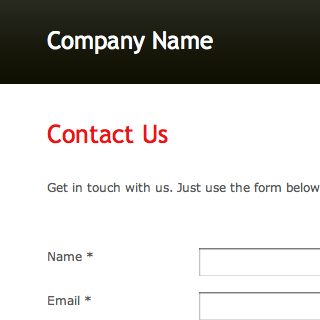 Company Name
Contact Us
Get in touch with us. Just use the form below
Name *
Email *